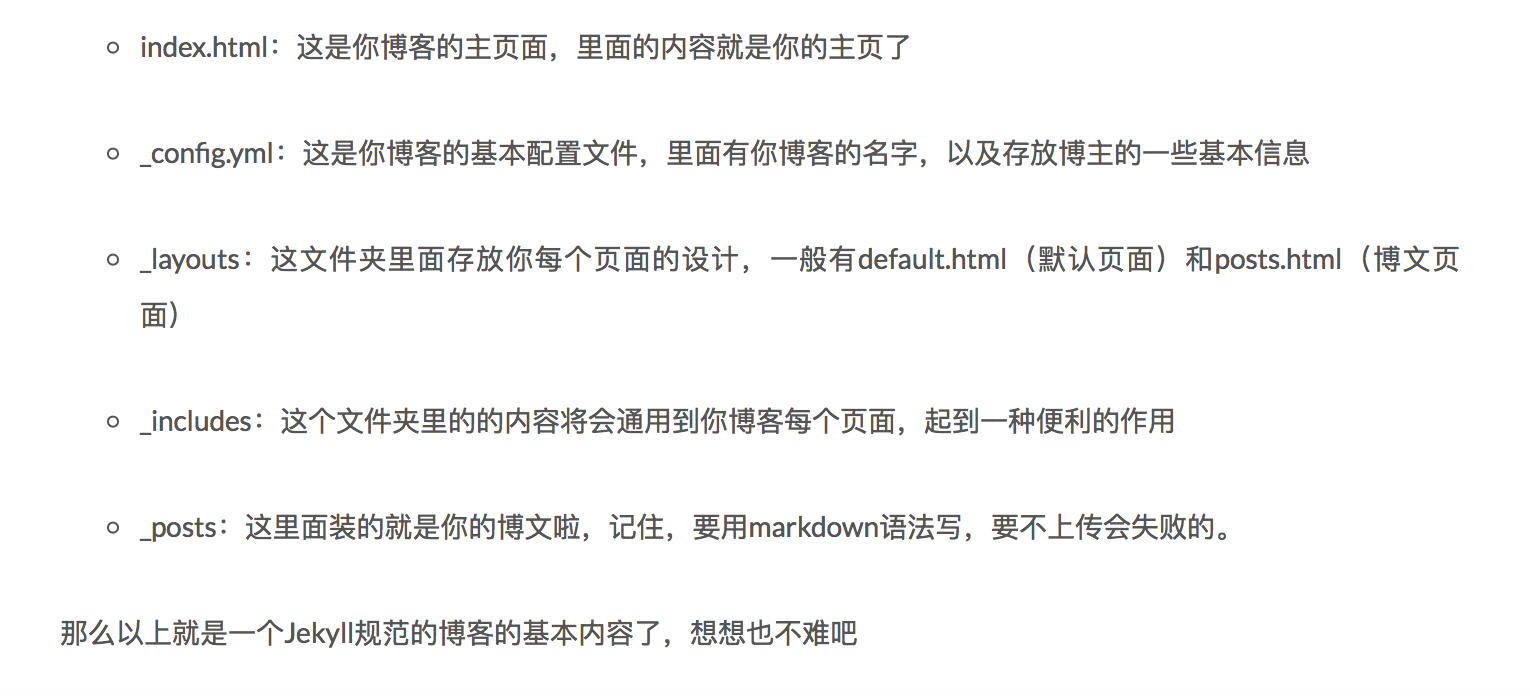 index.html：这是你博客的主页面，里面的内容就是你的主页了
_config.yml：这是你博客的基本配置文件，里面有你博客的名字，以及存放博主的一些基本信息
_layouts：这文件夹里面存放你每个页面的设计，一般有default.html（默认页面）和posts.html（博文页
面）
_includes：这个文件夹里的的内容将会通用到你博客每个页面，起到一种便利的作用
_posts：这里面装的就是你的博文啦，记住，要用markdown语法写，要不上传会失败的。
那么以上就是一个Jekyll规范的博客的基本内容了，想想也不难吧